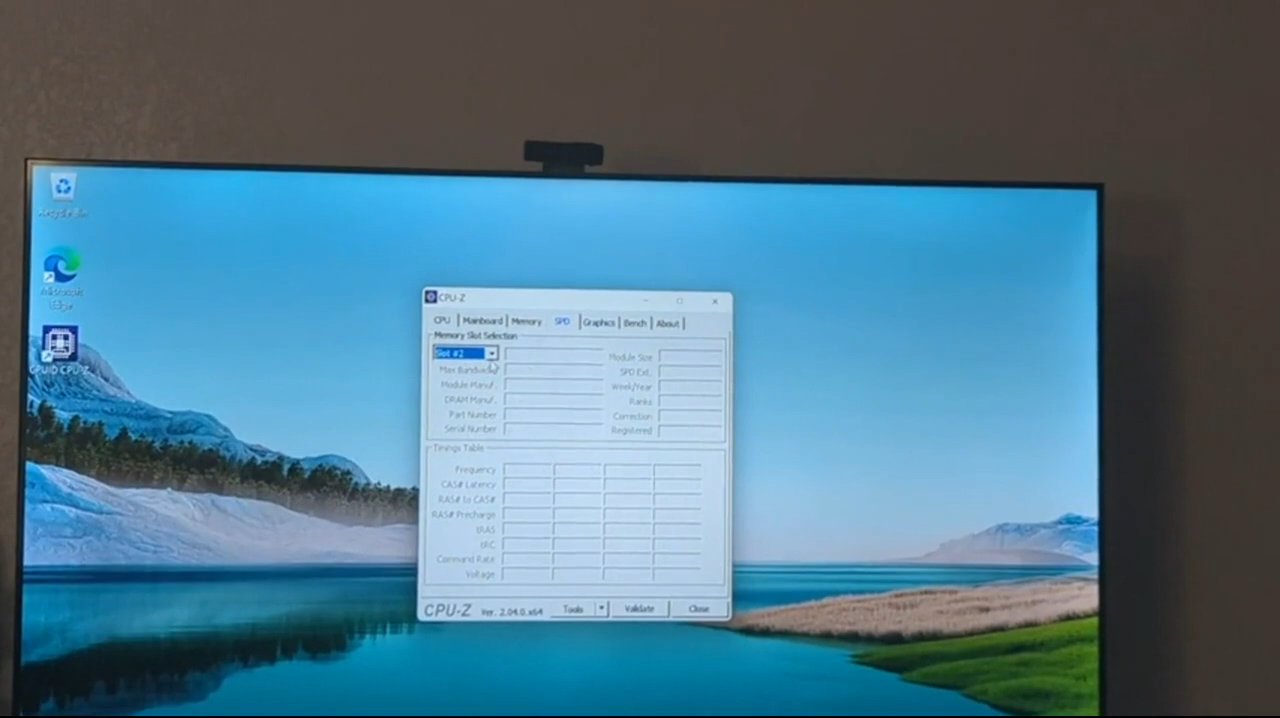 Recycle Bin
Microsoft
Edge
CPUID CPU-Z
CPU-Z
CPU Mainboard Memory SPD Graphics Bench About
Memory Slot Selection
Slot #2
Module Size
Max Bandwidth
SPD Ext.
Module Manuf.
Week/Year
DRAM Manuf.
Ranks
Part Number
Correction
Serial Number
Registered
Timings Table
Frequency
CAS# Latency
RAS# to CAS#
RAS# Precharge
tRAS
tRC
Command Rate
Voltage
CPU-Z Ver. 2.04.0.x64 Tools Validate Close